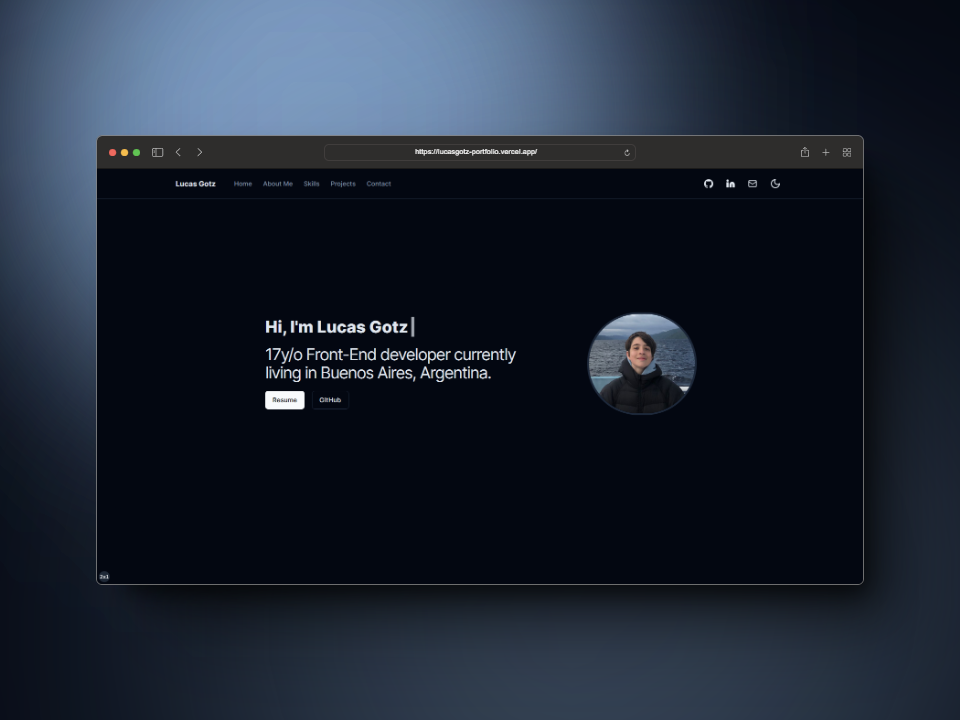 https://lucasgotz-portfolio.vercel.app/
Lucas Gotz Home About Me Skills Projects Contact
Hi, I'm Lucas Gotz
17y/o Front-End developer currently
living in Buenos Aires, Argentina.
Resume GitHub